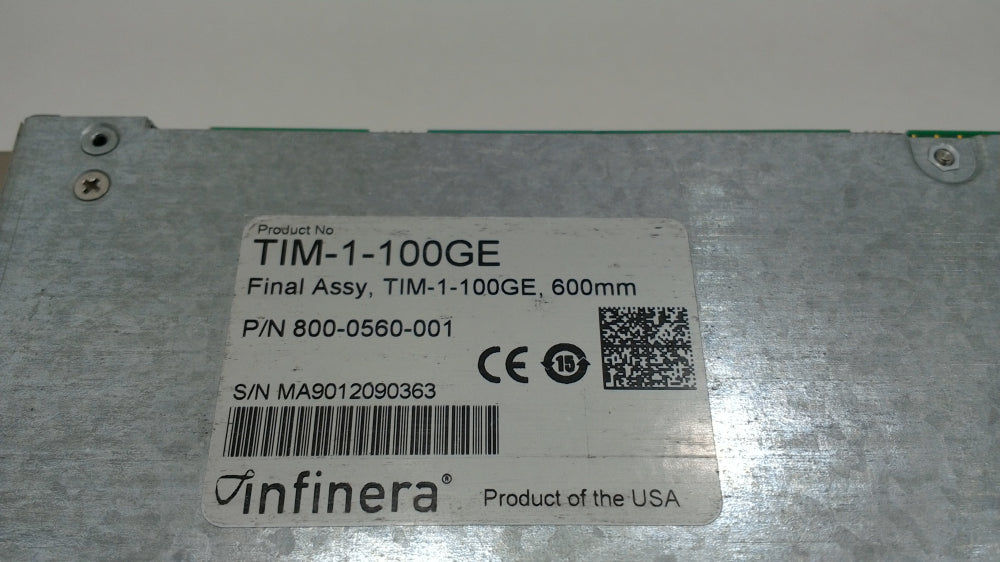 Product No
TIM-1-100GE
Final Assy, TIM-1-100GE, 600mm
P/N 800-0560-001
CE 15
S/N MA9012090363
infinera®
Product of the USA